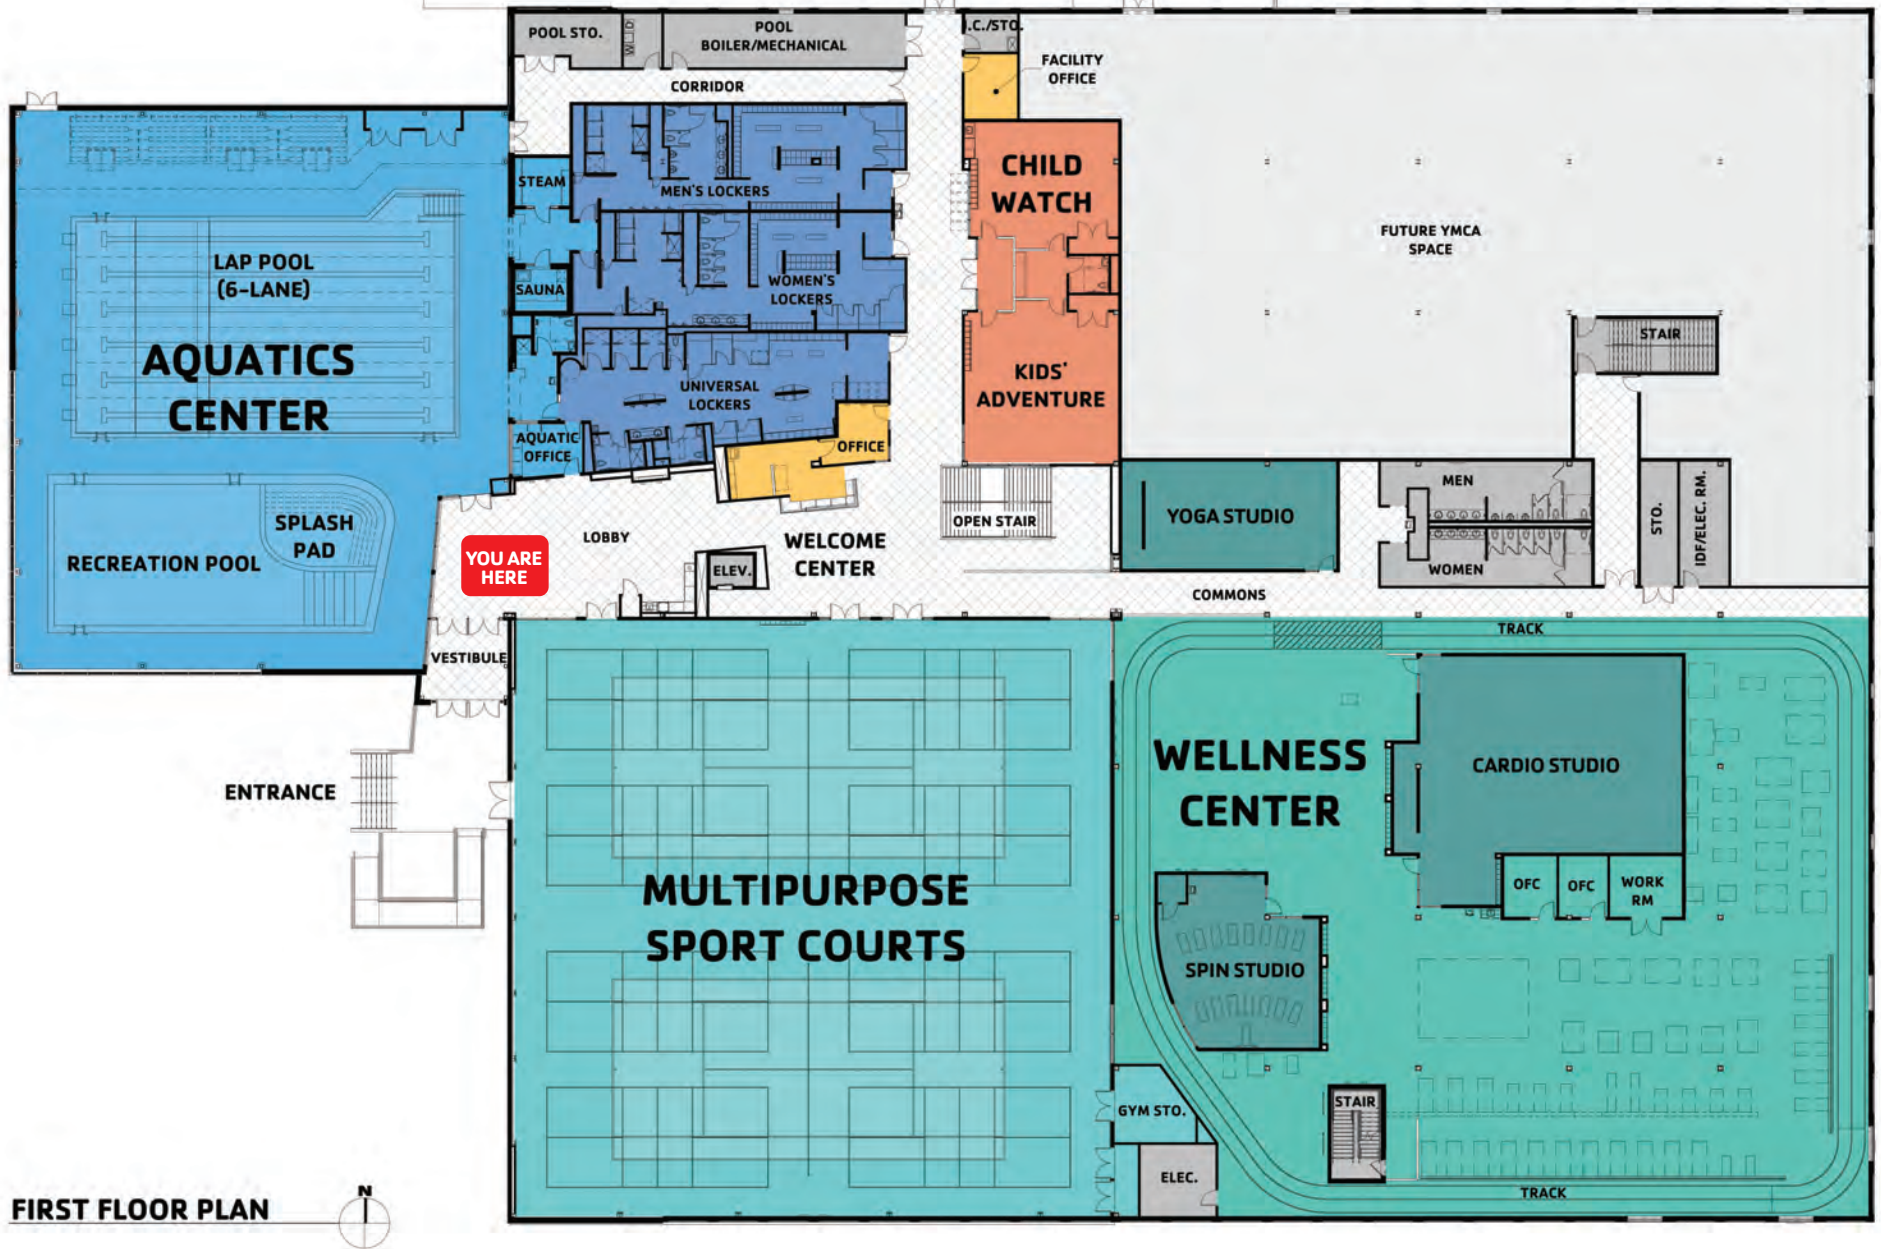 POOL STO.
W D
POOL
BOILER/MECHANICAL
.C./STO.
FACILITY
OFFICE
CORRIDOR
STEAM
MEN'S LOCKERS
CHILD
WATCH
FUTURE YMCA
SPACE
LAP POOL
(6-LANE)
SAUNA
WOMEN'S
LOCKERS
STAIR
AQUATICS
CENTER
UNIVERSAL
LOCKERS
KIDS'
ADVENTURE
AQUATIC
OFFICE
OFFICE
MEN
STO.
IDF/ELEC. RM.
RECREATION POOL
SPLASH
PAD
YOU ARE
HERE
LOBBY
ELEV.
WELCOME
CENTER
OPEN STAIR
YOGA STUDIO
WOMEN
COMMONS
VESTIBULE
TRACK
ENTRANCE
WELLNESS
CENTER
CARDIO STUDIO
MULTIPURPOSE
SPORT COURTS
OFC
OFC
WORK
RM
SPIN STUDIO
GYM STO.
STAIR
ELEC.
TRACK
FIRST FLOOR PLAN
N